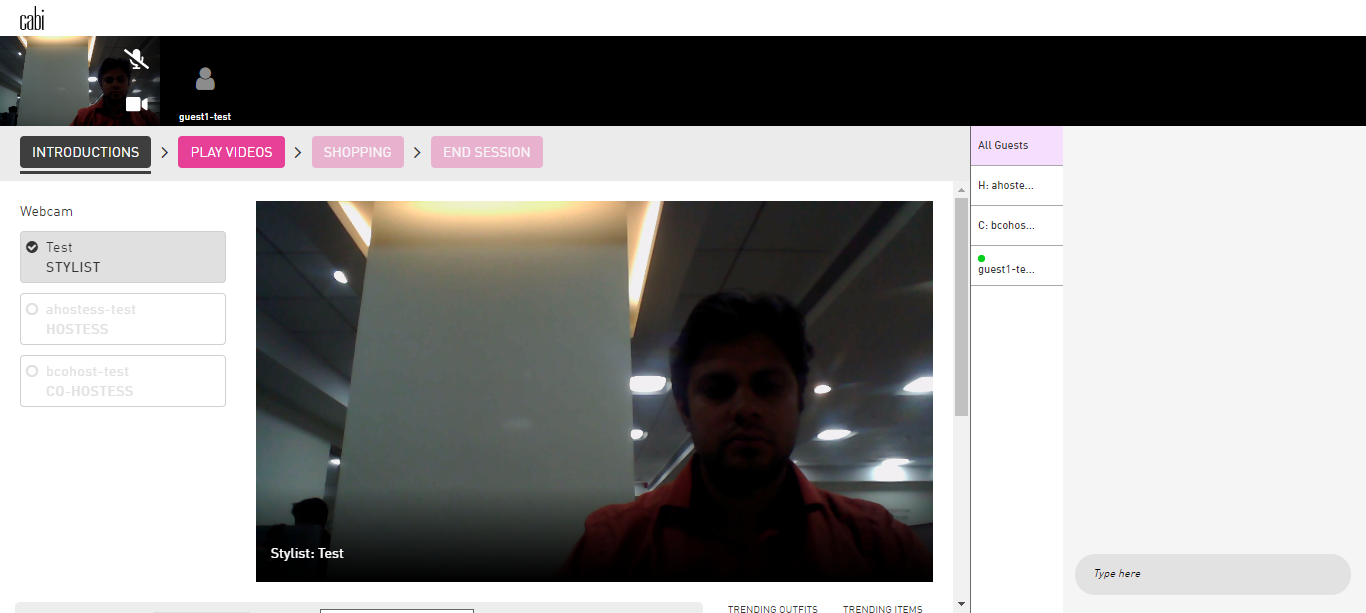 cabi
guest1-test
INTRODUCTIONS
PLAY VIDEOS
SHOPPING
END SESSION
All Guests
H: ahoste...
C: bcohos...
guest1-te...
Webcam
Test
STYLIST
ahostess-test
HOSTESS
bcohost-test
CO-HOSTESS
Stylist: Test
Type here
TRENDING OUTFITS
TRENDING ITEMS